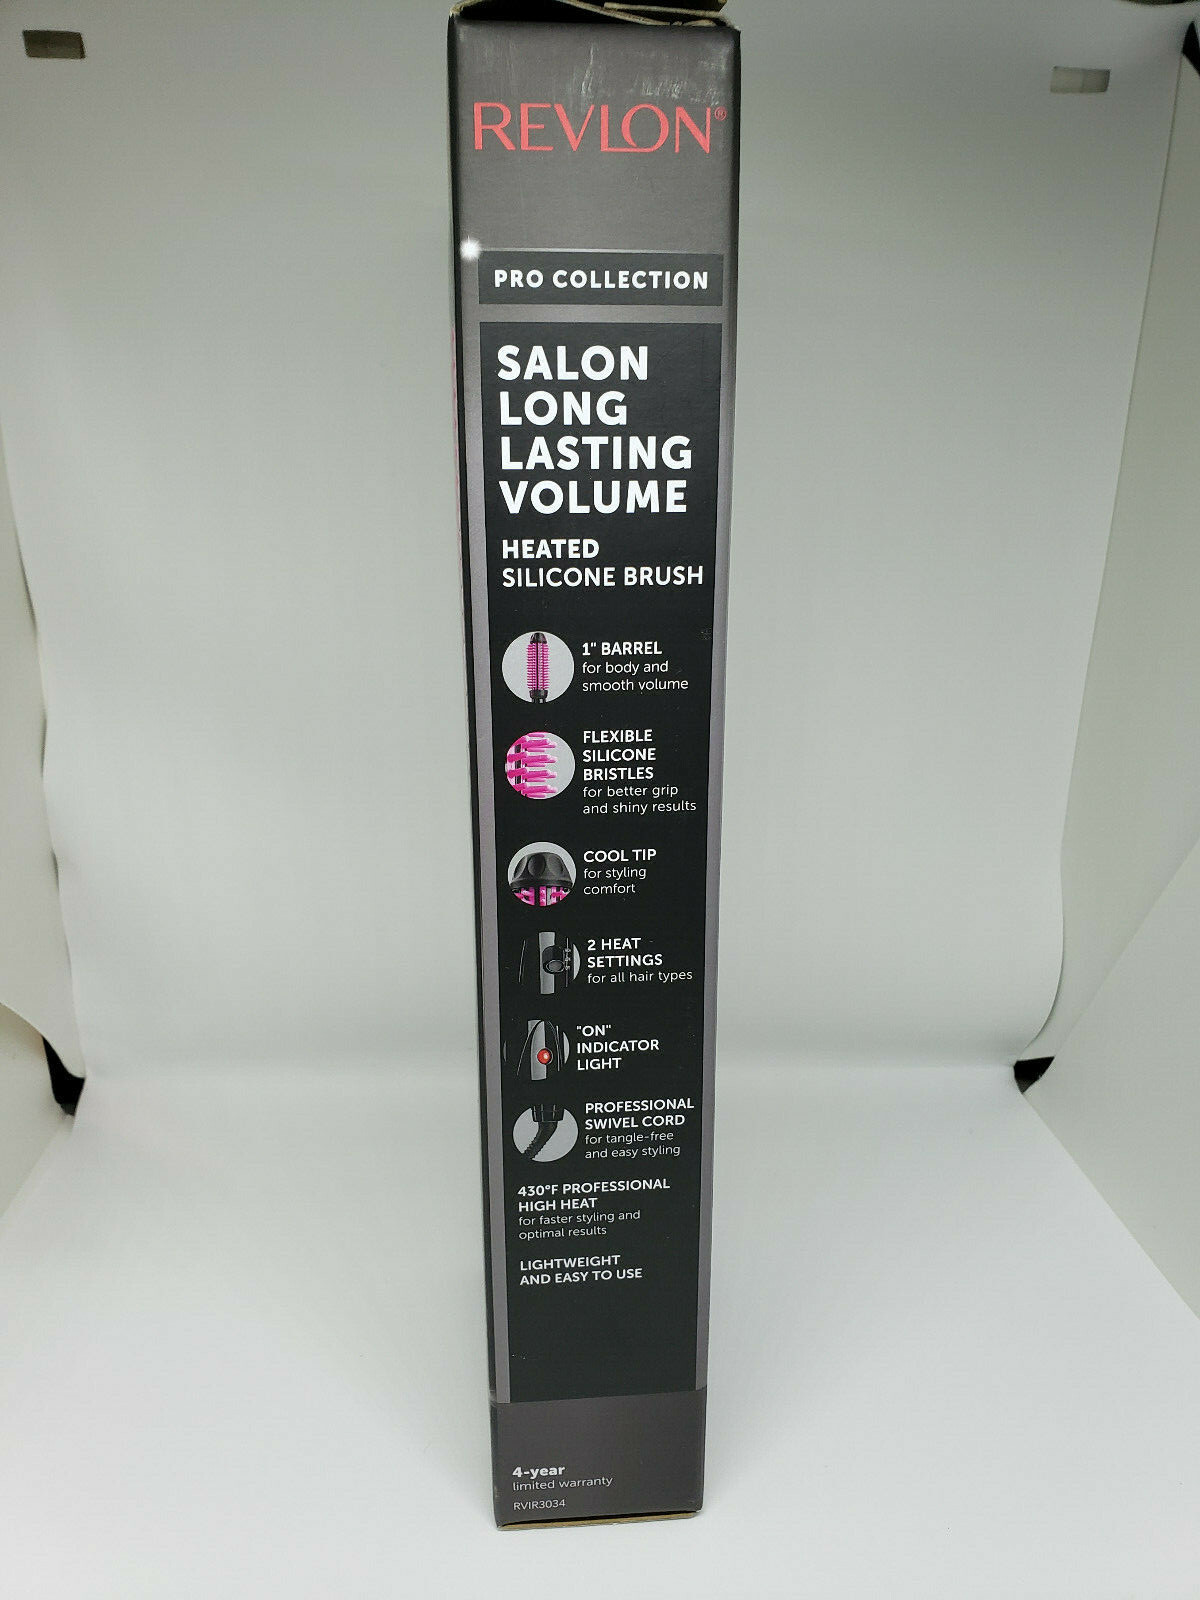 REVLON®
PRO COLLECTION
SALON
LONG
LASTING
VOLUME
HEATED
SILICONE BRUSH
1" BARREL
for body and
smooth volume
FLEXIBLE
SILICONE
BRISTLES
for better grip
and shiny results
COOL TIP
for styling
comfort
2 HEAT
SETTINGS
for all hair types
"ON"
INDICATOR
LIGHT
PROFESSIONAL
SWIVEL CORD
for tangle-free
and easy styling
430°F PROFESSIONAL
HIGH HEAT
for faster styling and
optimal results
LIGHTWEIGHT
AND EASY TO USE
4-year
limited warranty
RVIR3034